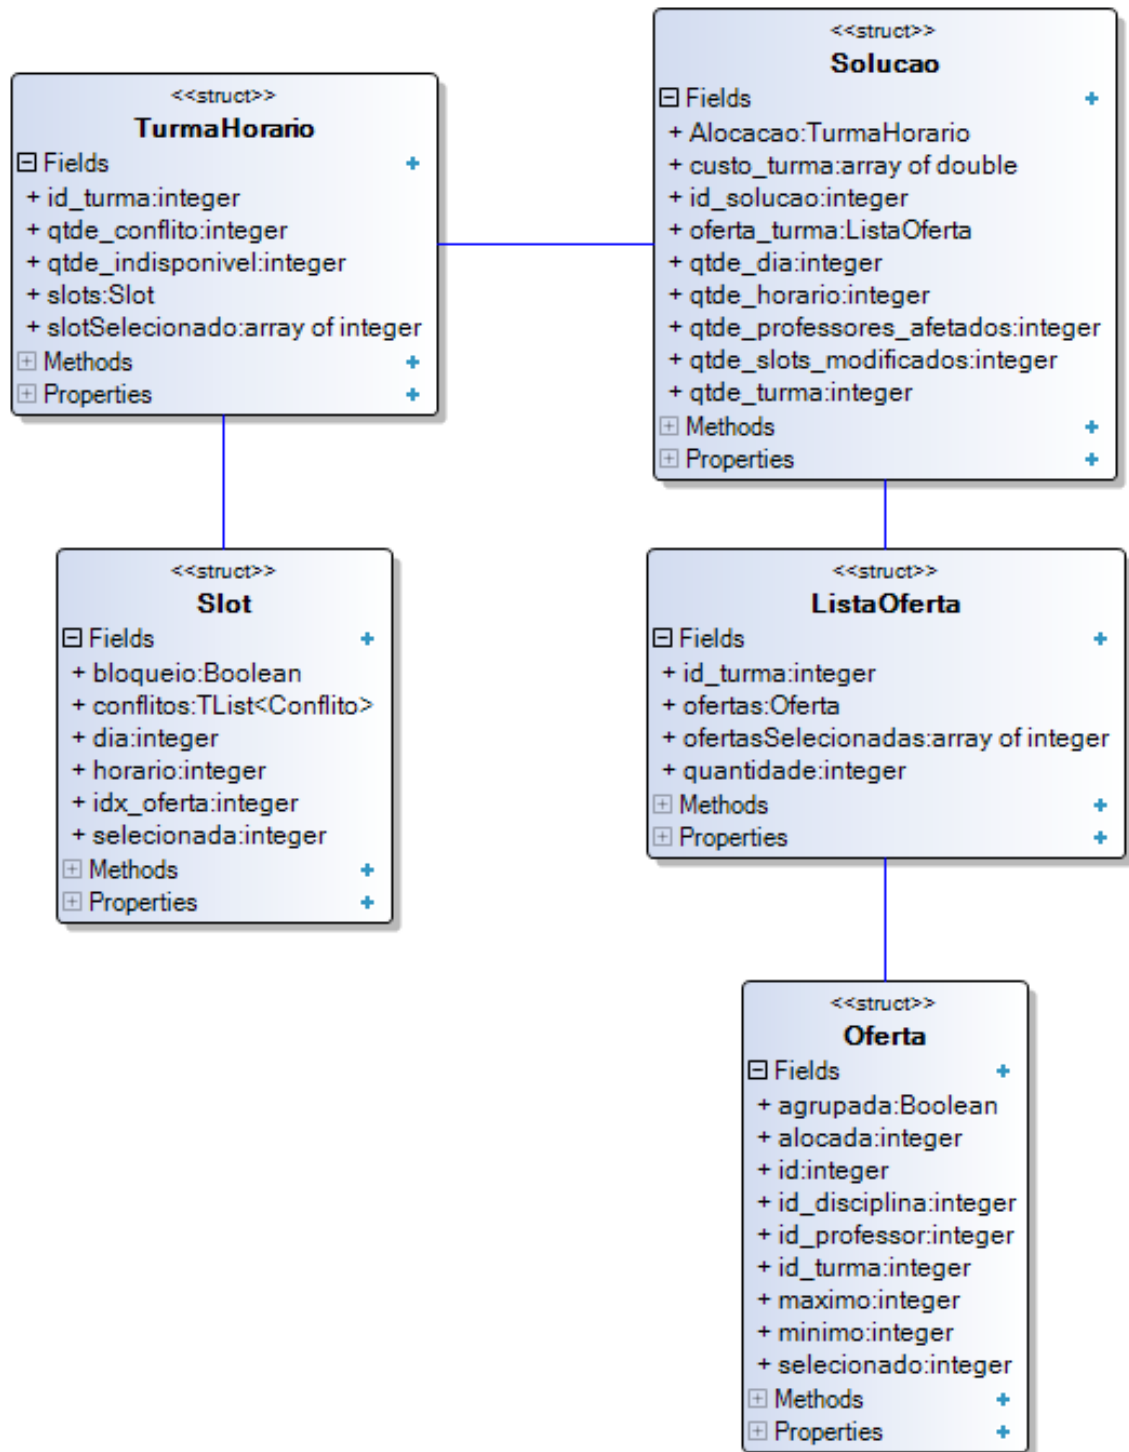 <<struct>>
TurmaHorario
Fields
+ id_turma:integer
+ qtde_conflito:integer
+ qtde_indisponivel:integer
+ slots:Slot
+ slotSelecionado:array of integer
Methods
Properties
<<struct>>
Solucao
Fields
+ Alocacao:TurmaHorario
+ custo_turma:array of double
+ id_solucao:integer
+ oferta_turma:ListaOferta
+ qtde_dia:integer
+ qtde_horario:integer
+ qtde_professores_afetados:integer
+ qtde_slots_modificados:integer
+ qtde_turma:integer
Methods
Properties
<<struct>>
Slot
Fields
+ bloqueio:Boolean
+ conflitos:TList<Conflito>
+ dia:integer
+ horario:integer
+ idx_oferta:integer
+ selecionada:integer
Methods
Properties
<<struct>>
ListaOferta
Fields
+ id_turma:integer
+ ofertas:Oferta
+ ofertasSelecionadas:array of integer
+ quantidade:integer
Methods
Properties
<<struct>>
Oferta
Fields
+ agrupada:Boolean
+ alocada:integer
+ id:integer
+ id_disciplina:integer
+ id_professor:integer
+ id_turma:integer
+ maximo:integer
+ minimo:integer
+ selecionado:integer
Methods
Properties